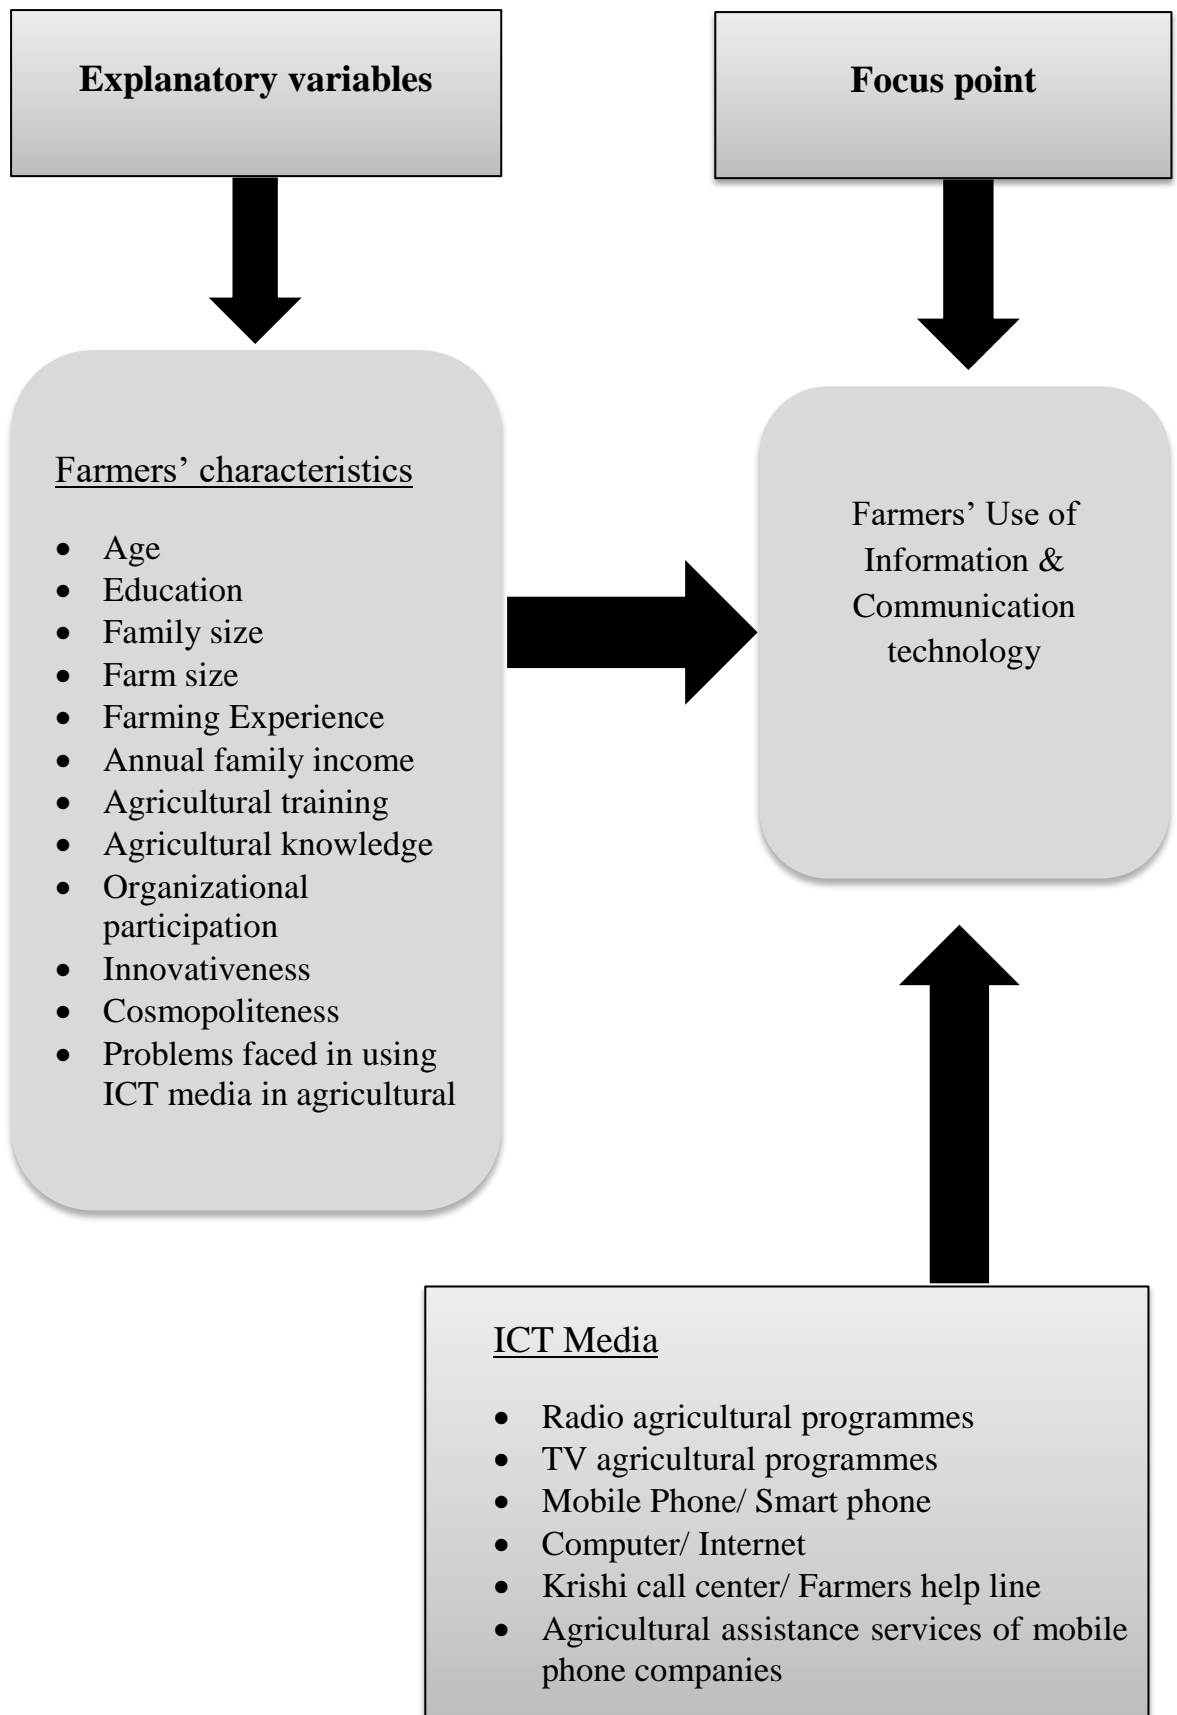 Explanatory variables
Focus point
Farmers’ characteristics
• Age
• Education
• Family size
• Farm size
• Farming Experience
• Annual family income
• Agricultural training
• Agricultural knowledge
• Organizational
participation
• Innovativeness
• Cosmopoliteness
• Problems faced in using
ICT media in agricultural
Farmers’ Use of
Information &
Communication
technology
ICT Media
• Radio agricultural programmes
• TV agricultural programmes
• Mobile Phone/ Smart phone
• Computer/ Internet
• Krishi call center/ Farmers help line
• Agricultural assistance services of mobile
phone companies